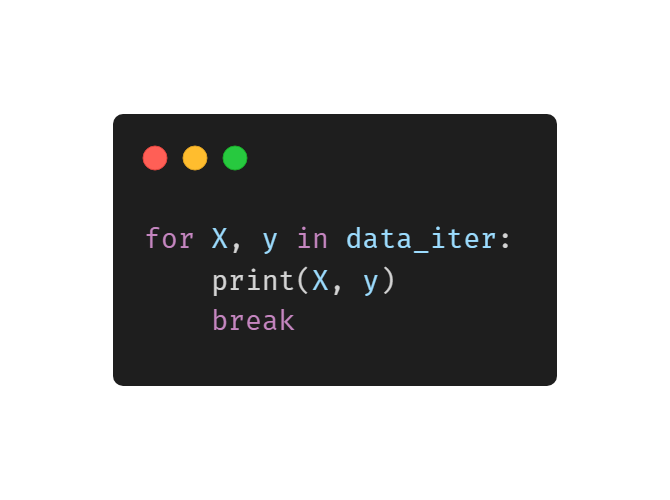 for X, y in data_iter:
    print(X, y)
    break